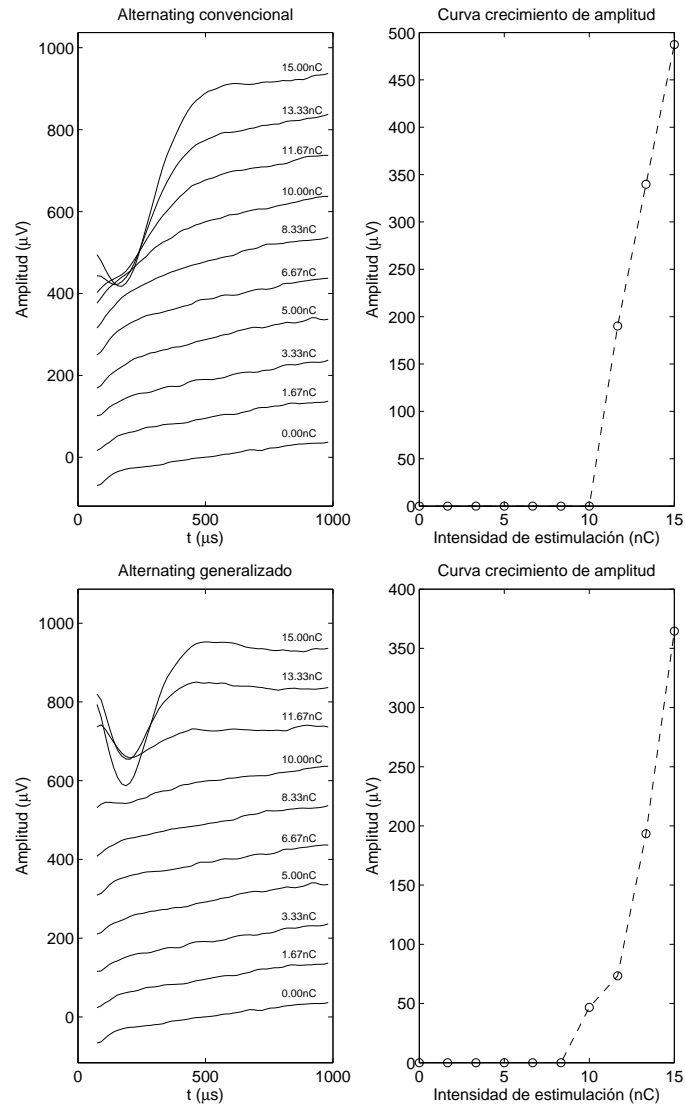 Alternating convencional
Amplitud (μV)
1000
800
600
400
200
0
15.00nC
13.33nC
11.67nC
10.00nC
8.33nC
6.67nC
5.00nC
3.33nC
1.67nC
0.00nC
0 500 1000
t (μs)
Curva crecimiento de amplitud
Amplitud (μV)
500
450
400
350
300
250
200
150
100
50
0
0 5 10 15
Intensidad de estimulación (nC)
Alternating generalizado
Amplitud (μV)
1000
800
600
400
200
0
15.00nC
13.33nC
11.67nC
10.00nC
8.33nC
6.67nC
5.00nC
3.33nC
1.67nC
0.00nC
0 500 1000
t (μs)
Curva crecimiento de amplitud
Amplitud (μV)
400
350
300
250
200
150
100
50
0
0 5 10 15
Intensidad de estimulación (nC)